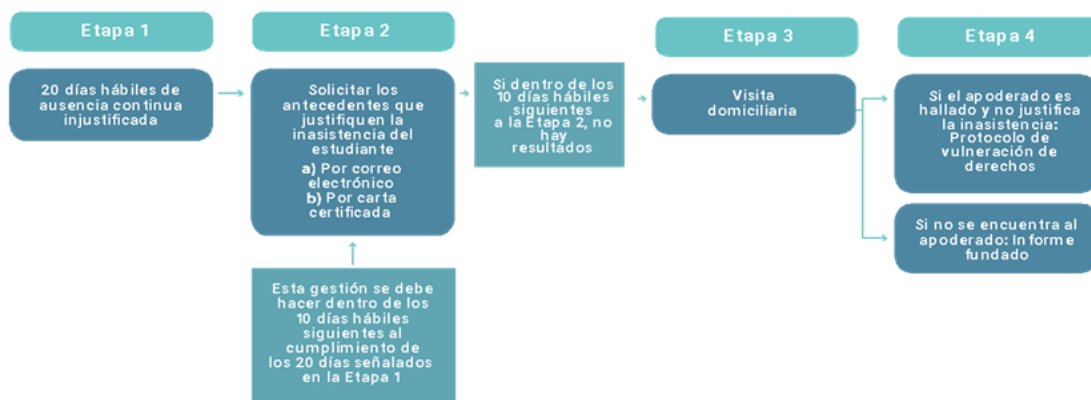 Etapa 1
20 días hábiles de
ausencia continua
injustificada
Etapa 2
Solicitar los
antecedentes que
justifiquen la
inasistencia del
estudiante
a) Por correo
electrónico
b) Por carta
certificada
Esta gestión se debe
hacer dentro de los
10 días hábiles
siguientes al
cumplimiento de
los 20 días señalados
en la Etapa 1
Si dentro de los
10 días hábiles
siguientes
a la Etapa 2, no
hay
resultados
Etapa 3
Visita
domiciliaria
Etapa 4
Si el apoderado es
hallado y no justifica
la inasistencia:
Protocolo de
vulneración de
derechos
Si no se encuentra al
apoderado: Informe
fundado